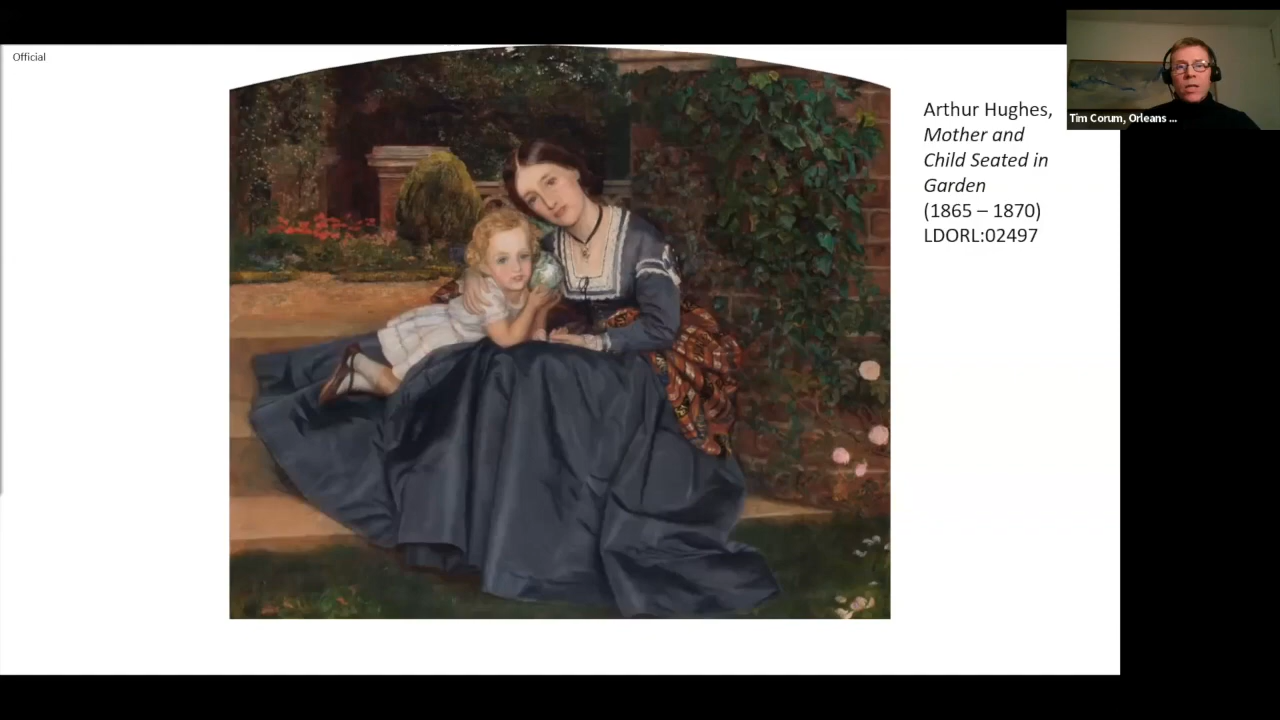 Official
Arthur Hughes,
Mother and
Child Seated in
Garden
(1865 – 1870)
LDORL:02497
Tim Corum, Orleans ...